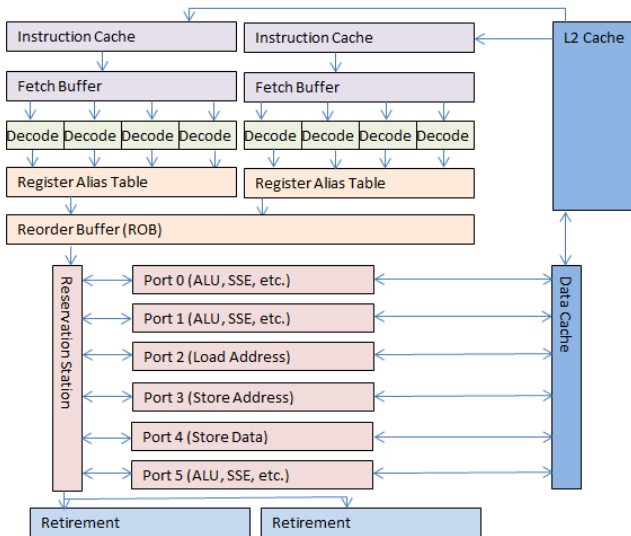 Instruction Cache
Instruction Cache
L2 Cache
Fetch Buffer
Fetch Buffer
Decode Decode Decode Decode
Decode Decode Decode Decode
Register Alias Table
Register Alias Table
Reorder Buffer (ROB)
Reservation Station
Port 0 (ALU, SSE, etc.)
Port 1 (ALU, SSE, etc.)
Port 2 (Load Address)
Port 3 (Store Address)
Port 4 (Store Data)
Port 5 (ALU, SSE, etc.)
Data Cache
Retirement
Retirement